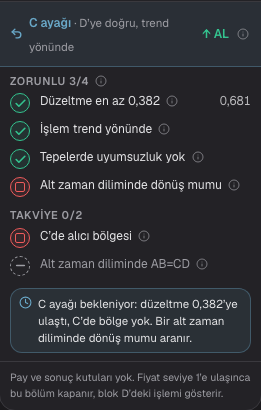 C ayağı · D'ye doğru, trend
yönünde
↑ AL
ZORUNLU 3/4
Düzeltme en az 0,382 0,681
İşlem trend yönünde
Tepelerde uyumsuzluk yok
Alt zaman diliminde dönüş mumu
TAKVİYE 0/2
C'de alıcı bölgesi
Alt zaman diliminde AB=CD
C ayağı bekleniyor: düzeltme 0,382'ye
ulaştı, C'de bölge yok. Bir alt zaman
diliminde dönüş mumu aranır.
Pay ve sonuç kutuları yok. Fiyat seviye 1'e ulaşınca
bu bölüm kapanır, blok D'deki işlemi gösterir.